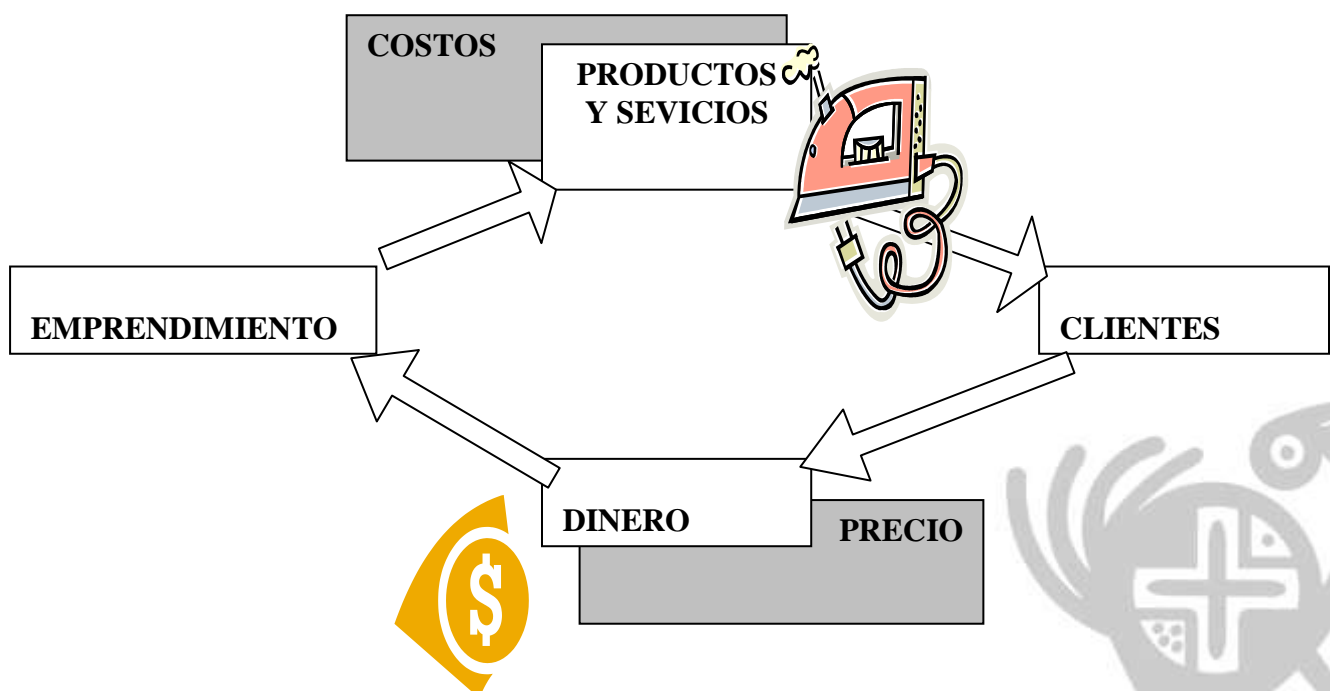 COSTOS
PRODUCTOS
Y SEVICIOS
EMPRENDIMIENTO
CLIENTES
DINERO
PRECIO
$